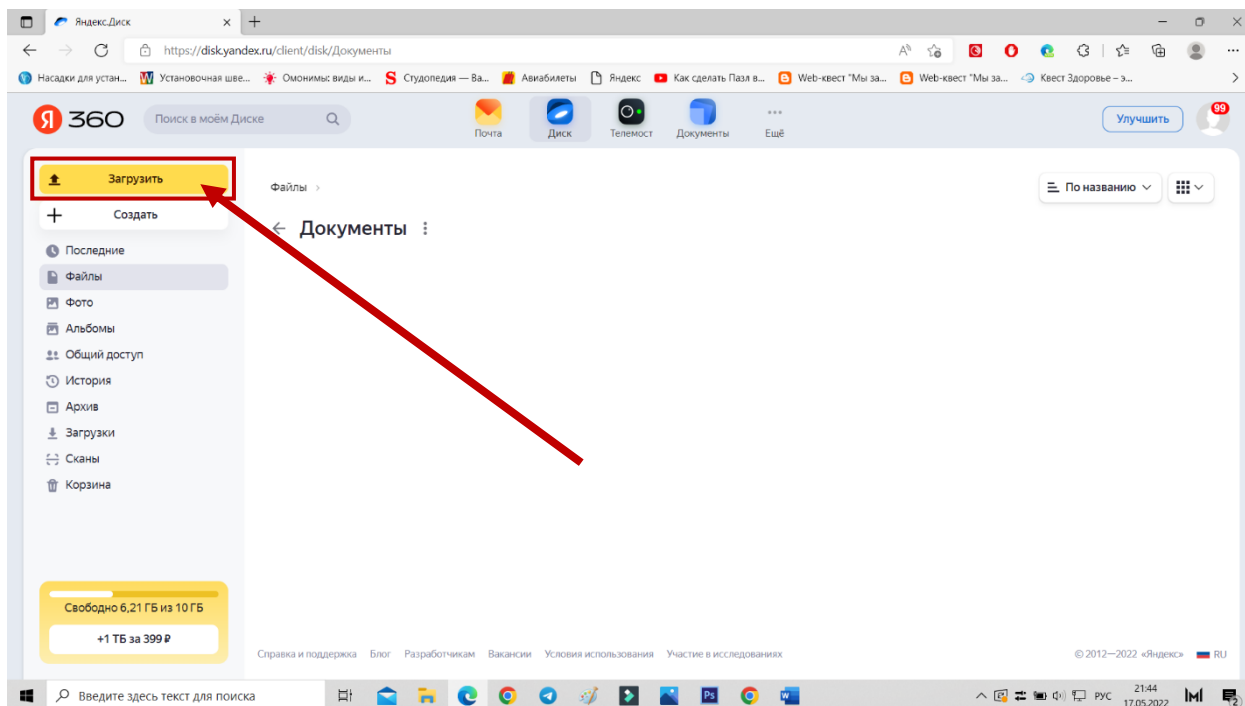 Яндекс.Диск
https://disk.yandex.ru/client/disk/Документы
Насадки для устан... Установочная шве... Омонимы: виды и... Студопедия — Ва... Авиабилеты Яндекс Как сделать Пазл в... Web-квест "Мы за... Web-квест "Мы за... Квест Здоровье – э...
Я 360 Поиск в моём Диске Почта Диск Телемост Документы Ещё Улучшить 99
Загрузить
Файлы
По названию
Создать
Документы
Последние
Файлы
Фото
Альбомы
Общий доступ
История
Архив
Загрузки
Сканы
Корзина
Свободно 6,21 ГБ из 10 ГБ
+1 ТБ за 399 ₽
Справка и поддержка Блог Разработчикам Вакансии Условия использования Участие в исследованиях © 2012—2022 «Яндекс» RU
Введите здесь текст для поиска Ps РУС 21:44
17.05.2022 2